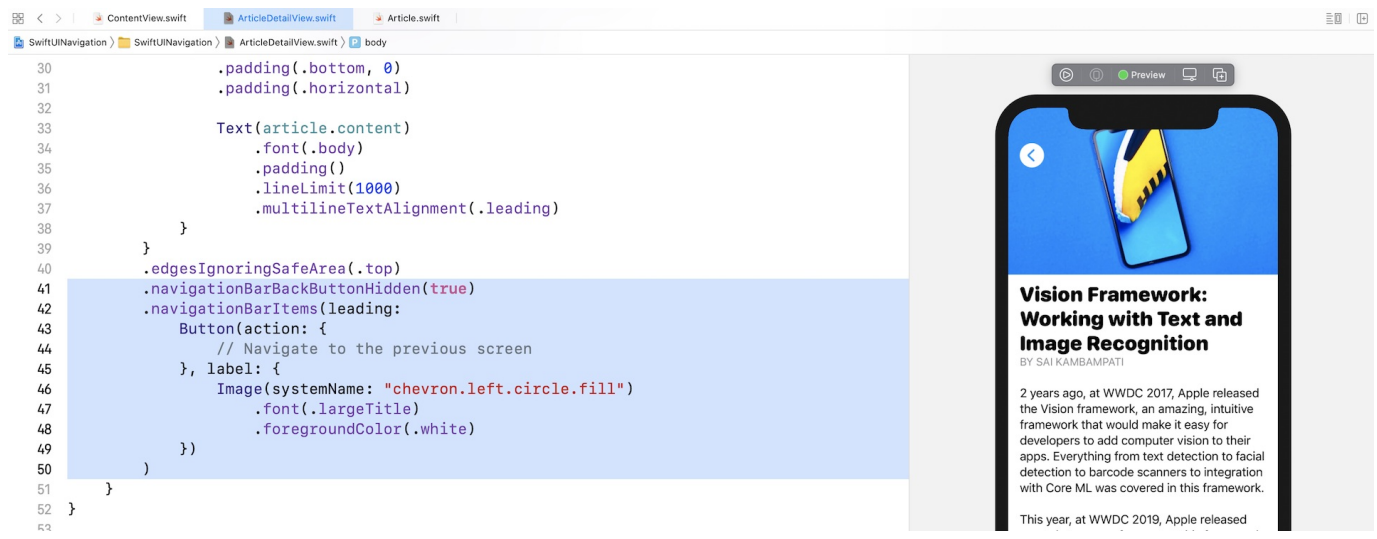 ContentView.swift
ArticleDetailView.swift
Article.swift
SwiftUINavigation 〉 SwiftUINavigation 〉 ArticleDetailView.swift 〉 P body
30 .padding(.bottom, 0)
31 .padding(.horizontal)
32
33 Text(article.content)
34 .font(.body)
35 .padding()
36 .lineLimit(1000)
37 .multilineTextAlignment(.leading)
38 }
39 }
40 .edgesIgnoringSafeArea(.top)
41 .navigationBarBackButtonHidden(true)
42 .navigationBarItems(leading:
43 Button(action: {
44 // Navigate to the previous screen
45 }, label: {
46 Image(systemName: "chevron.left.circle.fill")
47 .font(.largeTitle)
48 .foregroundColor(.white)
49 })
50 )
51 }
52 }
53
Preview
Vision Framework:
Working with Text and
Image Recognition
BY SAI KAMBAMPATI
2 years ago, at WWDC 2017, Apple released
the Vision framework, an amazing, intuitive
framework that would make it easy for
developers to add computer vision to their
apps. Everything from text detection to facial
detection to barcode scanners to integration
with Core ML was covered in this framework.
This year, at WWDC 2019, Apple released